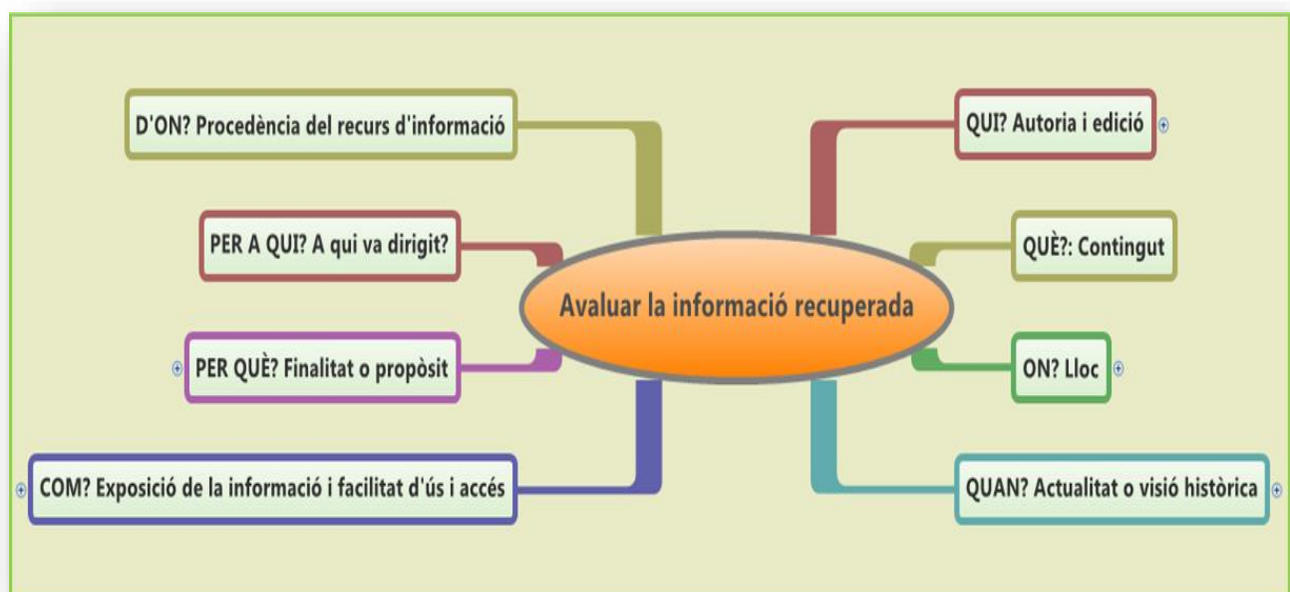 D'ON? Procedència del recurs d'informació
PER A QUI? A qui va dirigit?
PER QUÈ? Finalitat o propòsit
COM? Exposició de la informació i facilitat d'ús i accés
Avaluar la informació recuperada
QUI? Autoria i edició
QUÈ?: Contingut
ON? Lloc
QUAN? Actualitat o visió històrica